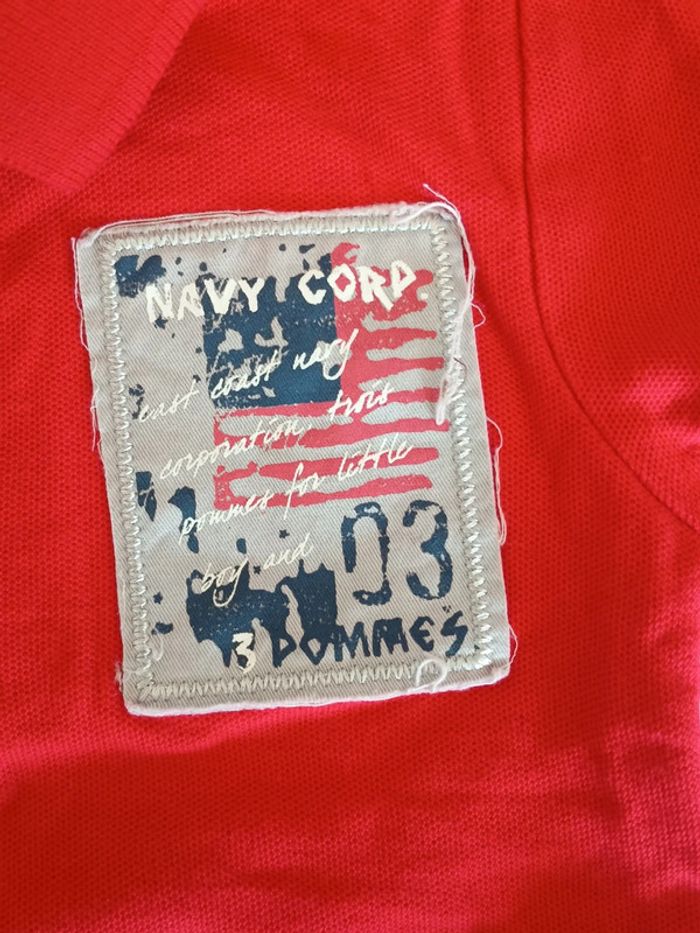 NAVY CORP.
east coast navy
corporation, trois
pommes for little
boy and
03
3 POMMES